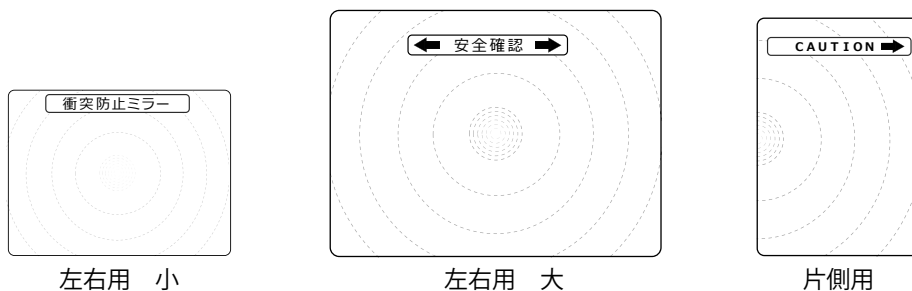 衝突防止ミラー
左右用 小
← 安全確認 →
左右用 大
CAUTION →
片側用